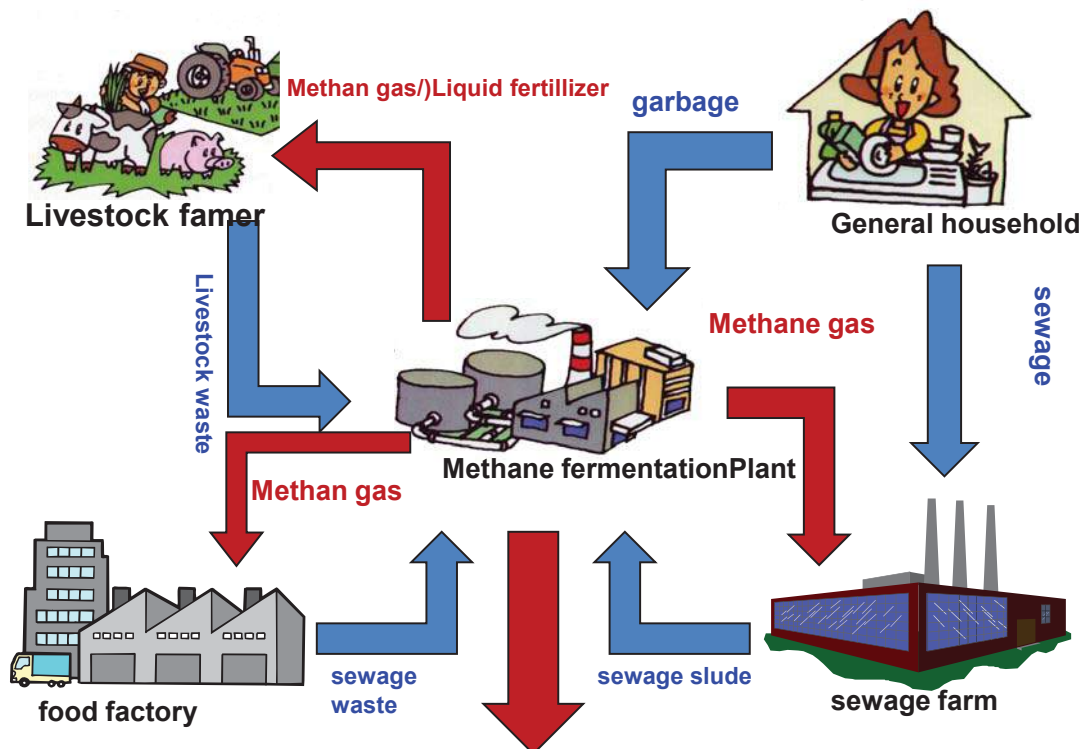 Methan gas/)Liquid fertillizer
garbage
Livestock famer
General household
Livestock waste
sewage
Methane gas
Methane fermentationPlant
Methan gas
sewage
waste
sewage slude
food factory
sewage farm